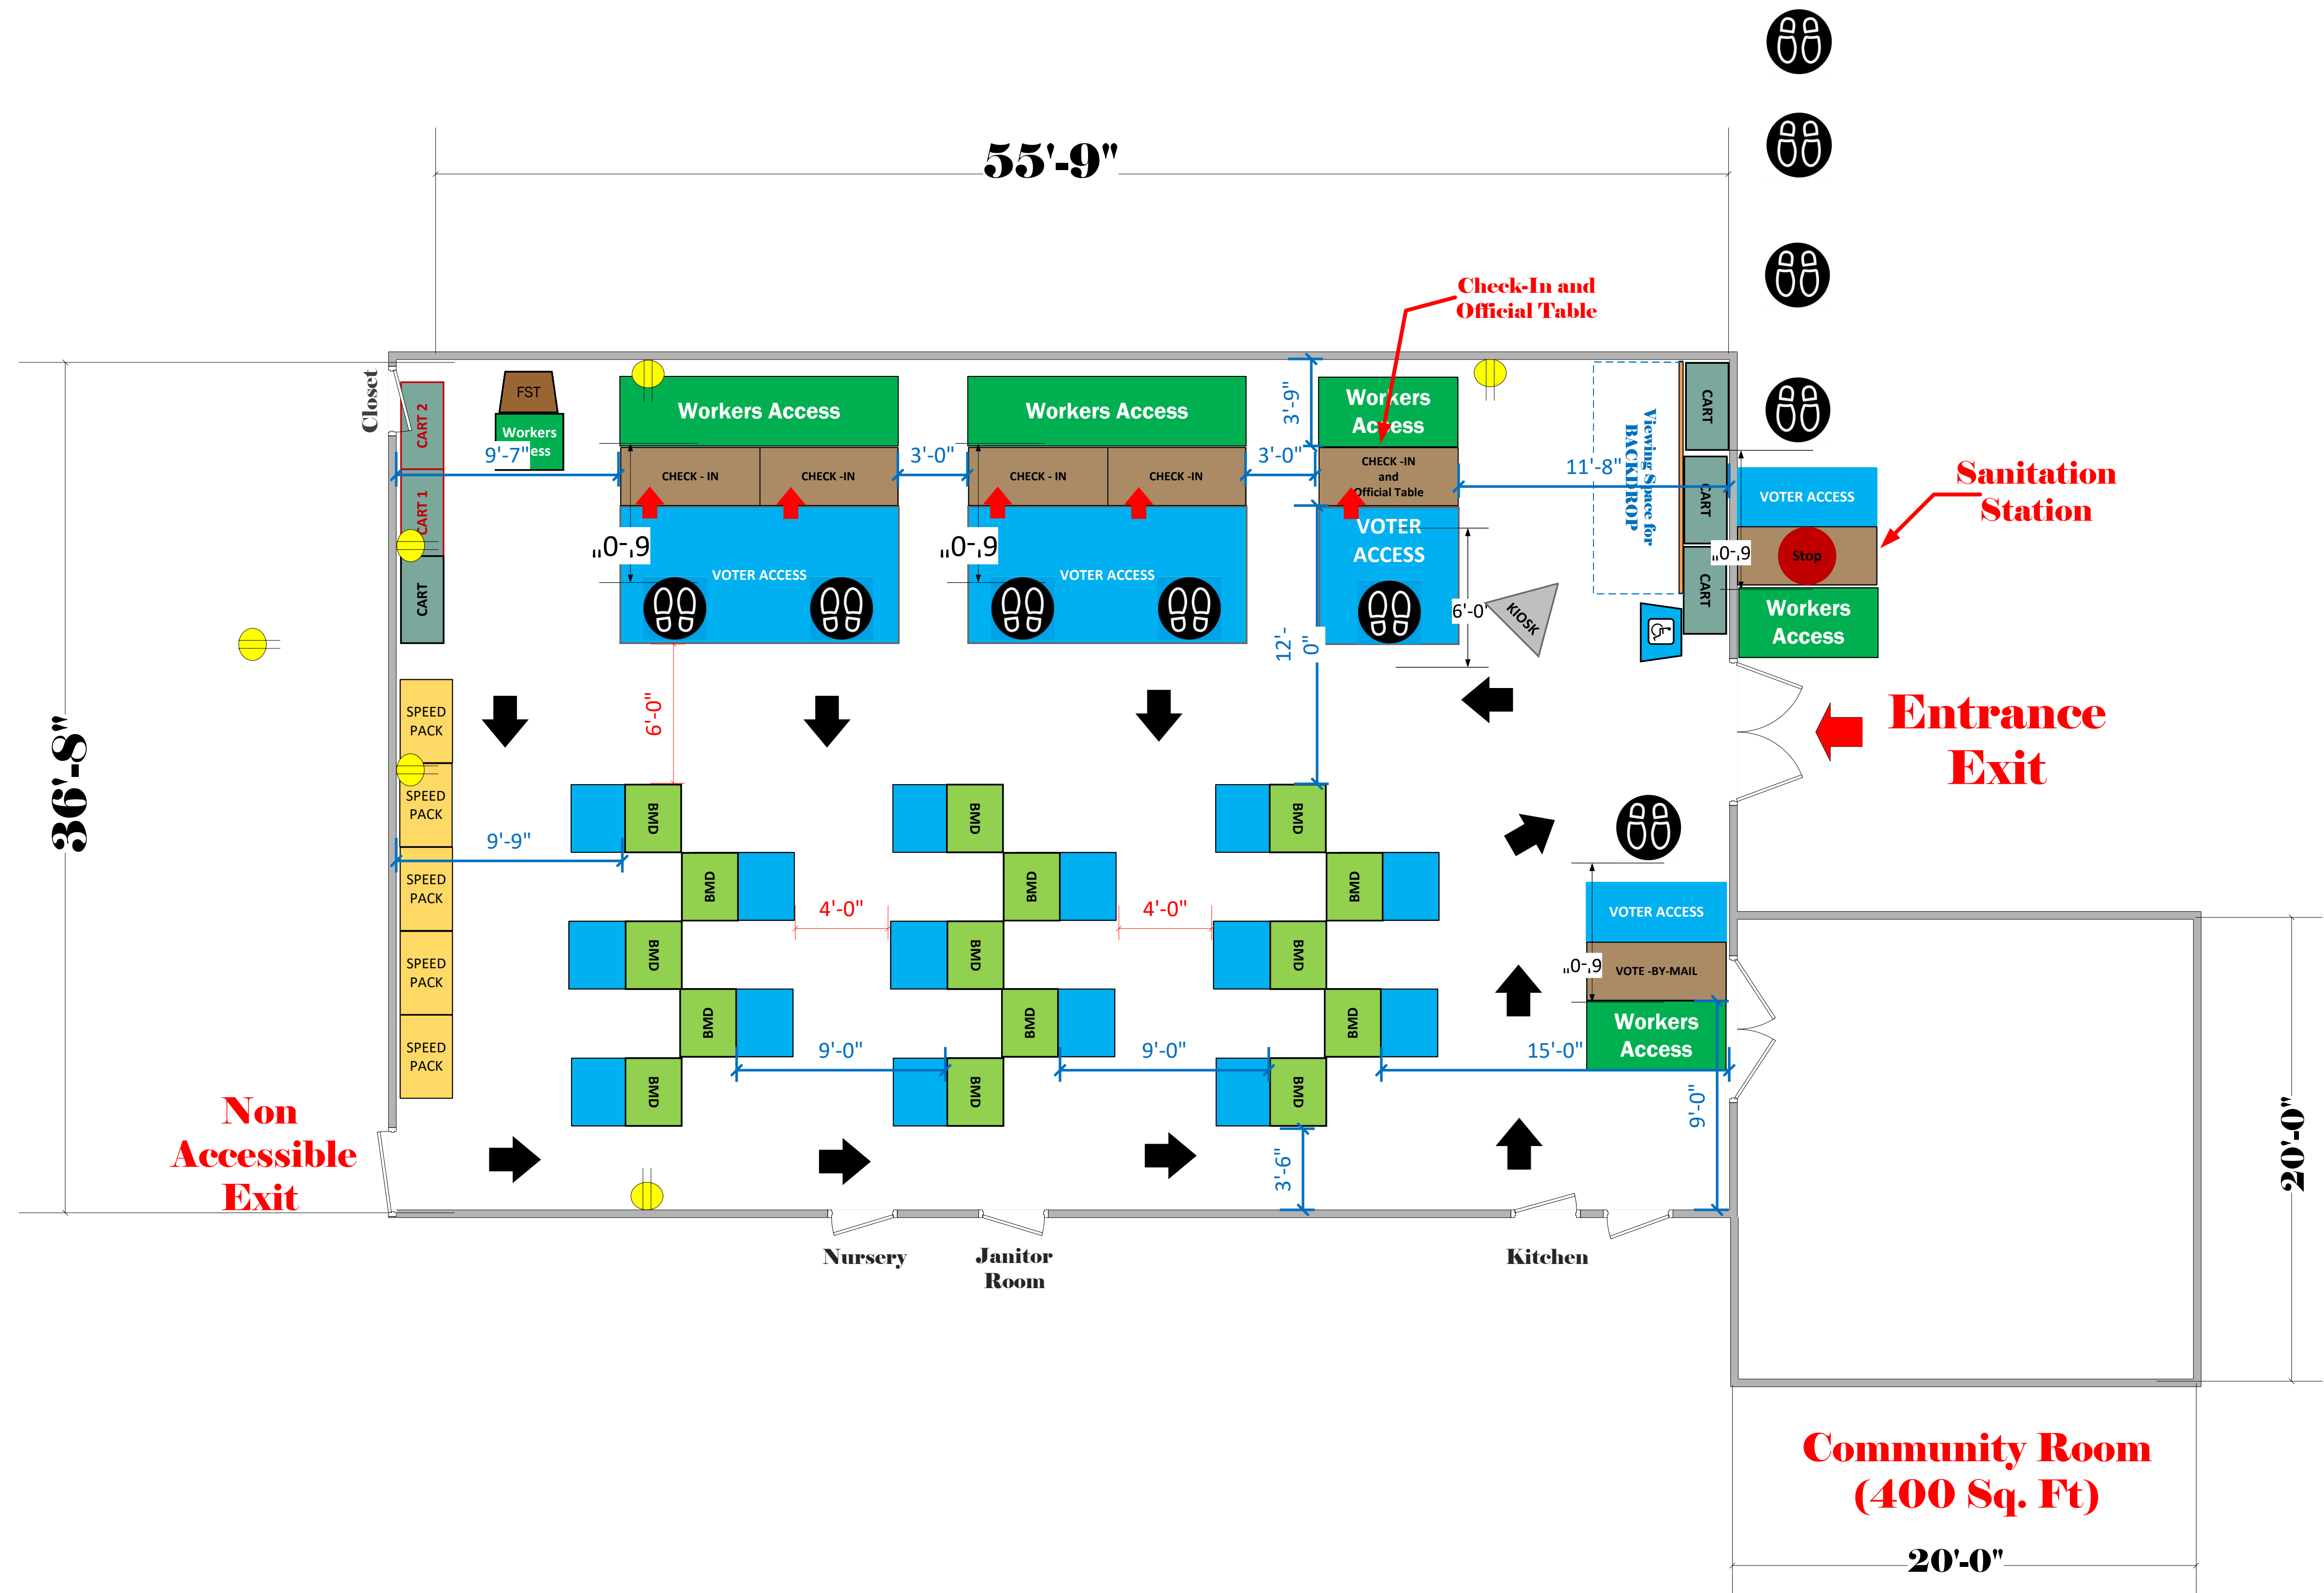 55'-9"
Check-In and
Official Table
36'-8"
Closet
CART 2
CART 1
CART
FST
Workers
ess
9'-7"
Workers Access
CHECK - IN
CHECK -IN
6'-0"
VOTER ACCESS
3'-0"
Workers Access
CHECK - IN
CHECK -IN
6'-0"
VOTER ACCESS
3'-0"
3'-9"
Workers
Access
CHECK -IN
and
Official Table
VOTER
ACCESS
12'-
0"
6'-0"
KIOSK
11'-8"
Viewing Space for
BACKDROP
CART
CART
CART
6'-0"
VOTER ACCESS
Stop
Workers
Access
Sanitation
Station
Entrance
Exit
SPEED
PACK
SPEED
PACK
SPEED
PACK
SPEED
PACK
SPEED
PACK
9'-9"
6'-0"
BMD
BMD
BMD
BMD
BMD
4'-0"
9'-0"
BMD
BMD
BMD
BMD
BMD
4'-0"
9'-0"
BMD
BMD
BMD
BMD
BMD
3'-6"
15'-0"
VOTER ACCESS
6'-0"
VOTE -BY-MAIL
Workers
Access
9'-0"
Non
Accessible
Exit
Nursery
Janitor
Room
Kitchen
20'-0"
Community Room
(400 Sq. Ft)
20'-0"